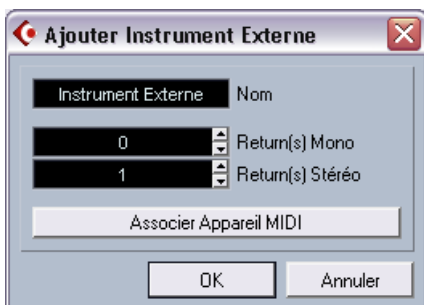 Ajouter Instrument Externe
Instrument Externe Nom
0 Return(s) Mono
1 Return(s) Stéréo
Associer Appareil MIDI
OK Annuler